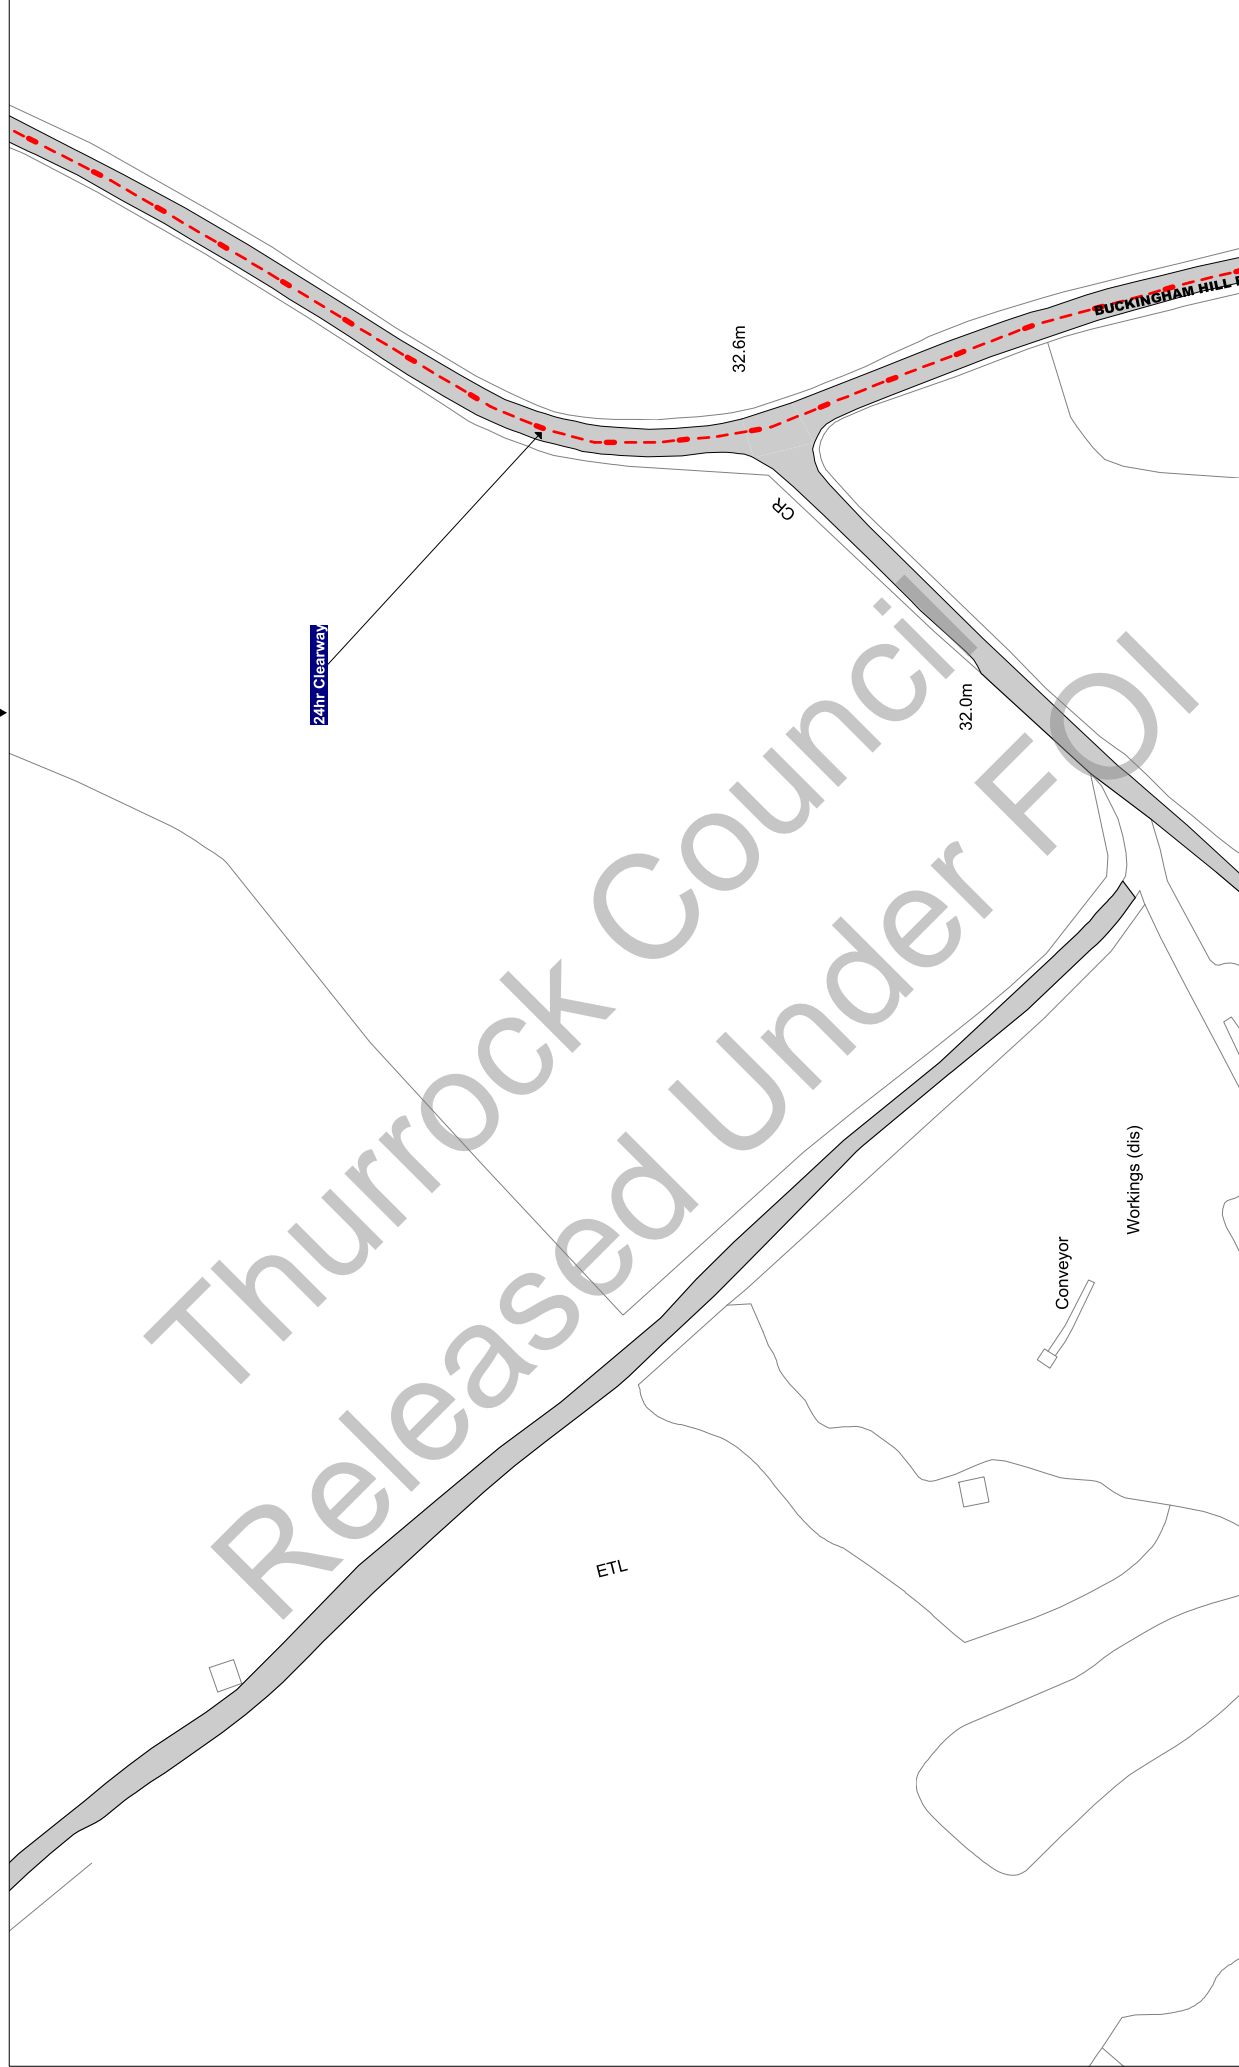 32.6m
BUCKINGHAM HILL
CR
24hr Clearway
32.0m
Thurrock Council
Released Under FOI
Conveyor
Workings (dis)
ETL